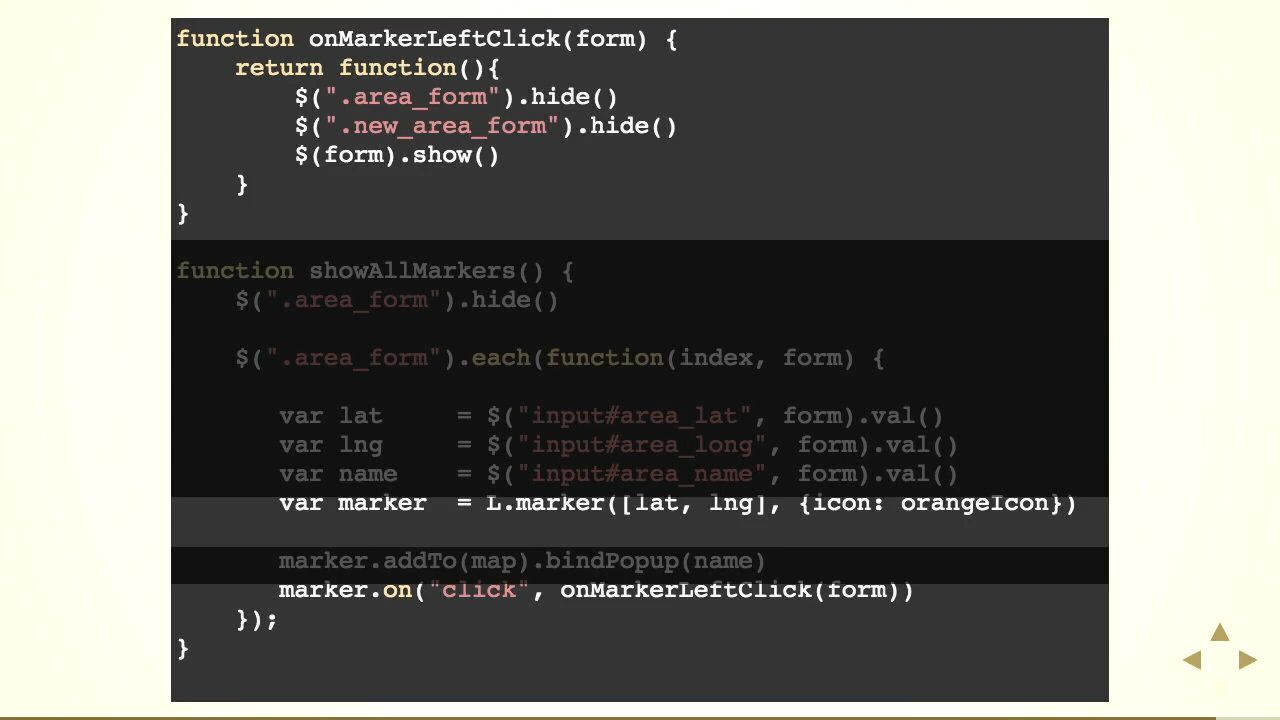 function onMarkerLeftClick(form) {
    return function(){
        $(".area_form").hide()
        $(".new_area_form").hide()
        $(form).show()
    }
}
function showAllMarkers() {
    $(".area_form").hide()
    $(".area_form").each(function(index, form) {
       var lat     = $("input#area_lat", form).val()
       var lng     = $("input#area_long", form).val()
       var name    = $("input#area_name", form).val()
       var marker  = L.marker([lat, lng], {icon: orangeIcon})
       marker.addTo(map).bindPopup(name)
       marker.on("click", onMarkerLeftClick(form))
    });
}